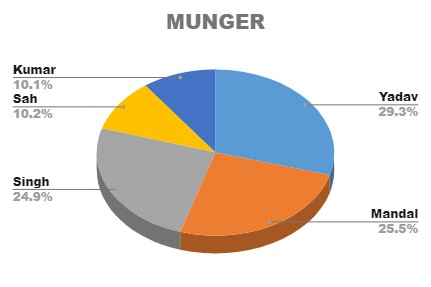 MUNGER
Kumar
10.1%
Sah
10.2%
Yadav
29.3%
Singh
24.9%
Mandal
25.5%